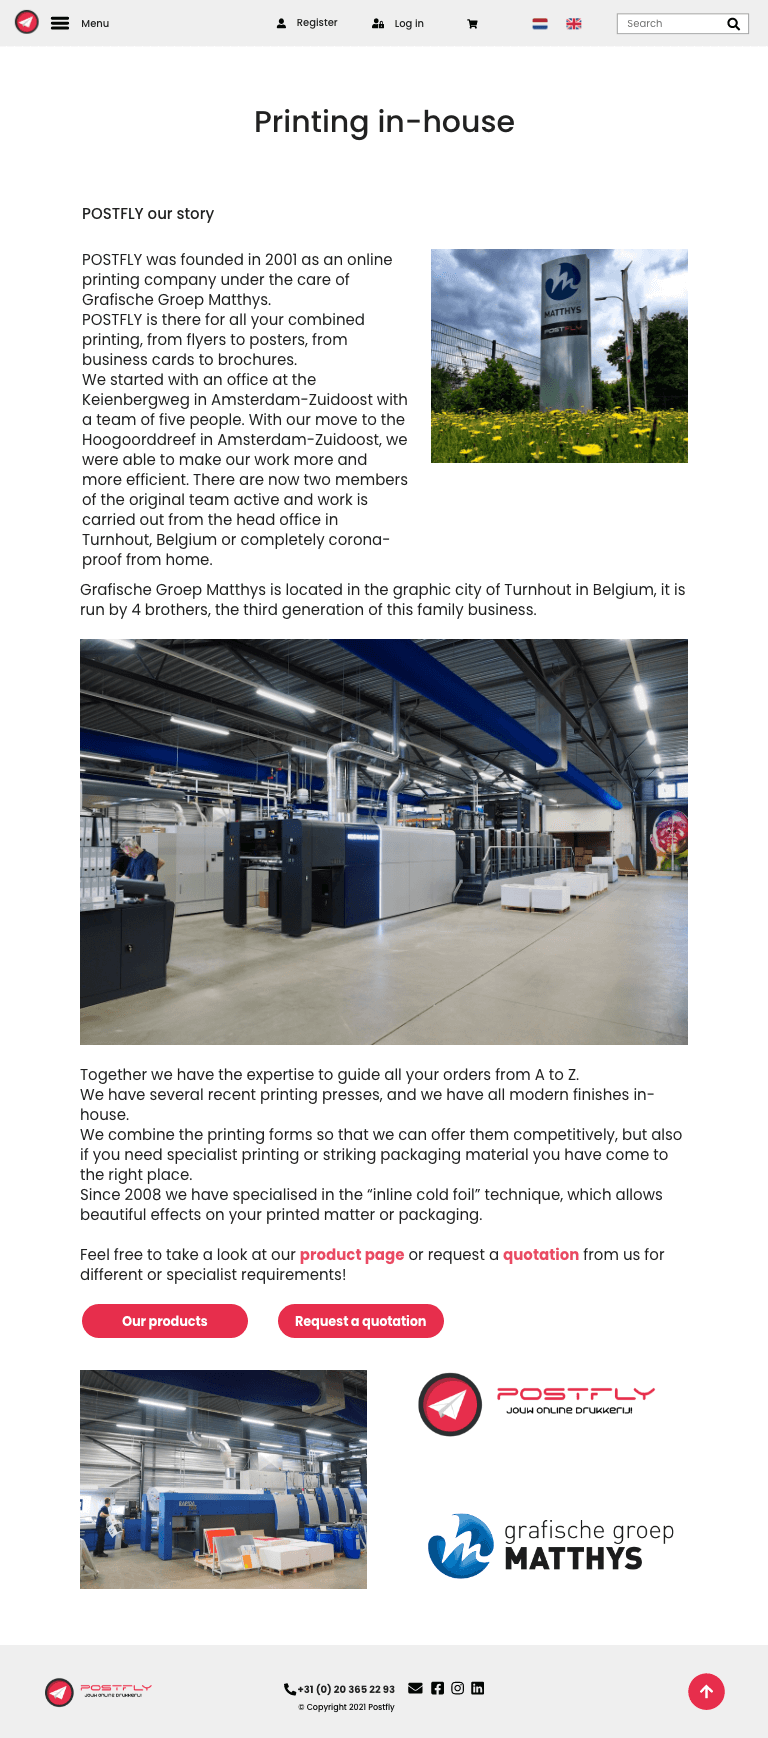 Menu
Register
Log in
Search
Printing in-house
POSTFLY our story
POSTFLY was founded in 2001 as an online
printing company under the care of
Grafische Groep Matthys.
POSTFLY is there for all your combined
printing, from flyers to posters, from
business cards to brochures.
We started with an office at the
Keienbergweg in Amsterdam-Zuidoost with
a team of five people. With our move to the
Hoogoorddreef in Amsterdam-Zuidoost, we
were able to make our work more and
more efficient. There are now two members
of the original team active and work is
carried out from the head office in
Turnhout, Belgium or completely corona-
proof from home.
MATTHYS
POSTFLY
Grafische Groep Matthys is located in the graphic city of Turnhout in Belgium, it is
run by 4 brothers, the third generation of this family business.
Together we have the expertise to guide all your orders from A to Z.
We have several recent printing presses, and we have all modern finishes in-
house.
We combine the printing forms so that we can offer them competitively, but also
if you need specialist printing or striking packaging material you have come to
the right place.
Since 2008 we have specialised in the “inline cold foil” technique, which allows
beautiful effects on your printed matter or packaging.
Feel free to take a look at our product page or request a quotation from us for
different or specialist requirements!
Our products
Request a quotation
POSTFLY
JOUW ONLINE DRUKKERIJ!
grafische groep
MATTHYS
POSTFLY
JOUW ONLINE DRUKKERIJ!
+31 (0) 20 365 22 93
© Copyright 2021 Postfly